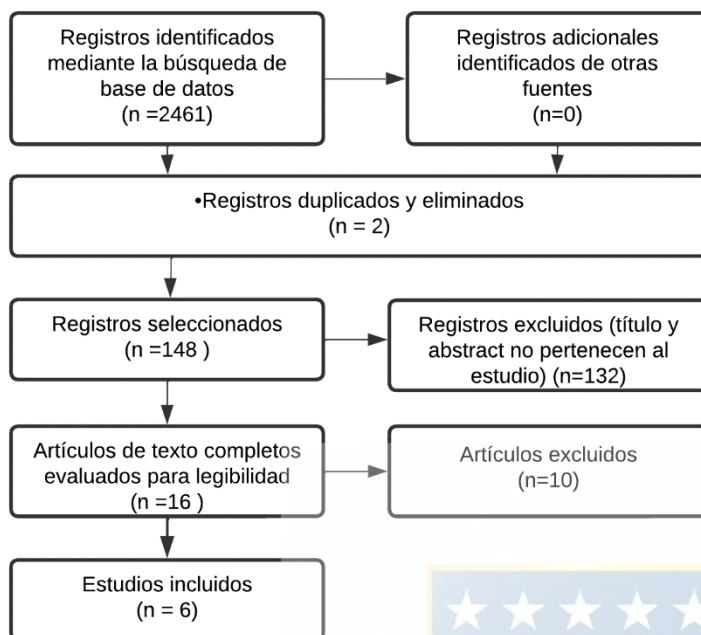 Registros identificados
mediante la búsqueda de
base de datos
(n =2461)
Registros adicionales
identificados de otras
fuentes
(n=0)
•Registros duplicados y eliminados
(n = 2)
Registros seleccionados
(n =148 )
Registros excluidos (título y
abstract no pertenecen al
estudio) (n=132)
Artículos de texto completos
evaluados para legibilidad
(n =16 )
Artículos excluidos
(n=10)
Estudios incluidos
(n = 6)